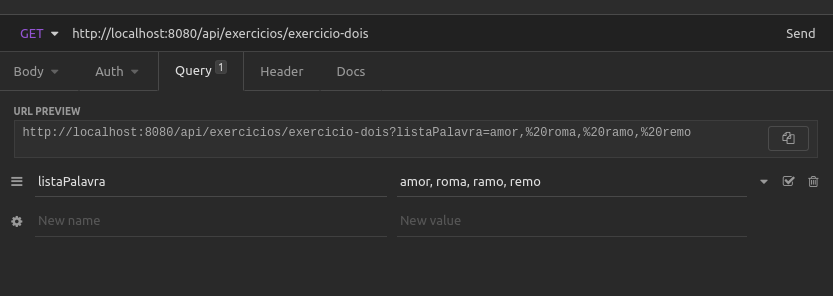 GET http://localhost:8080/api/exercicios/exercicio-dois Send
Body Auth Query 1 Header Docs
URL PREVIEW
http://localhost:8080/api/exercicios/exercicio-dois?listaPalavra=amor,%20roma,%20ramo,%20remo
listaPalavra amor, roma, ramo, remo
New name New value